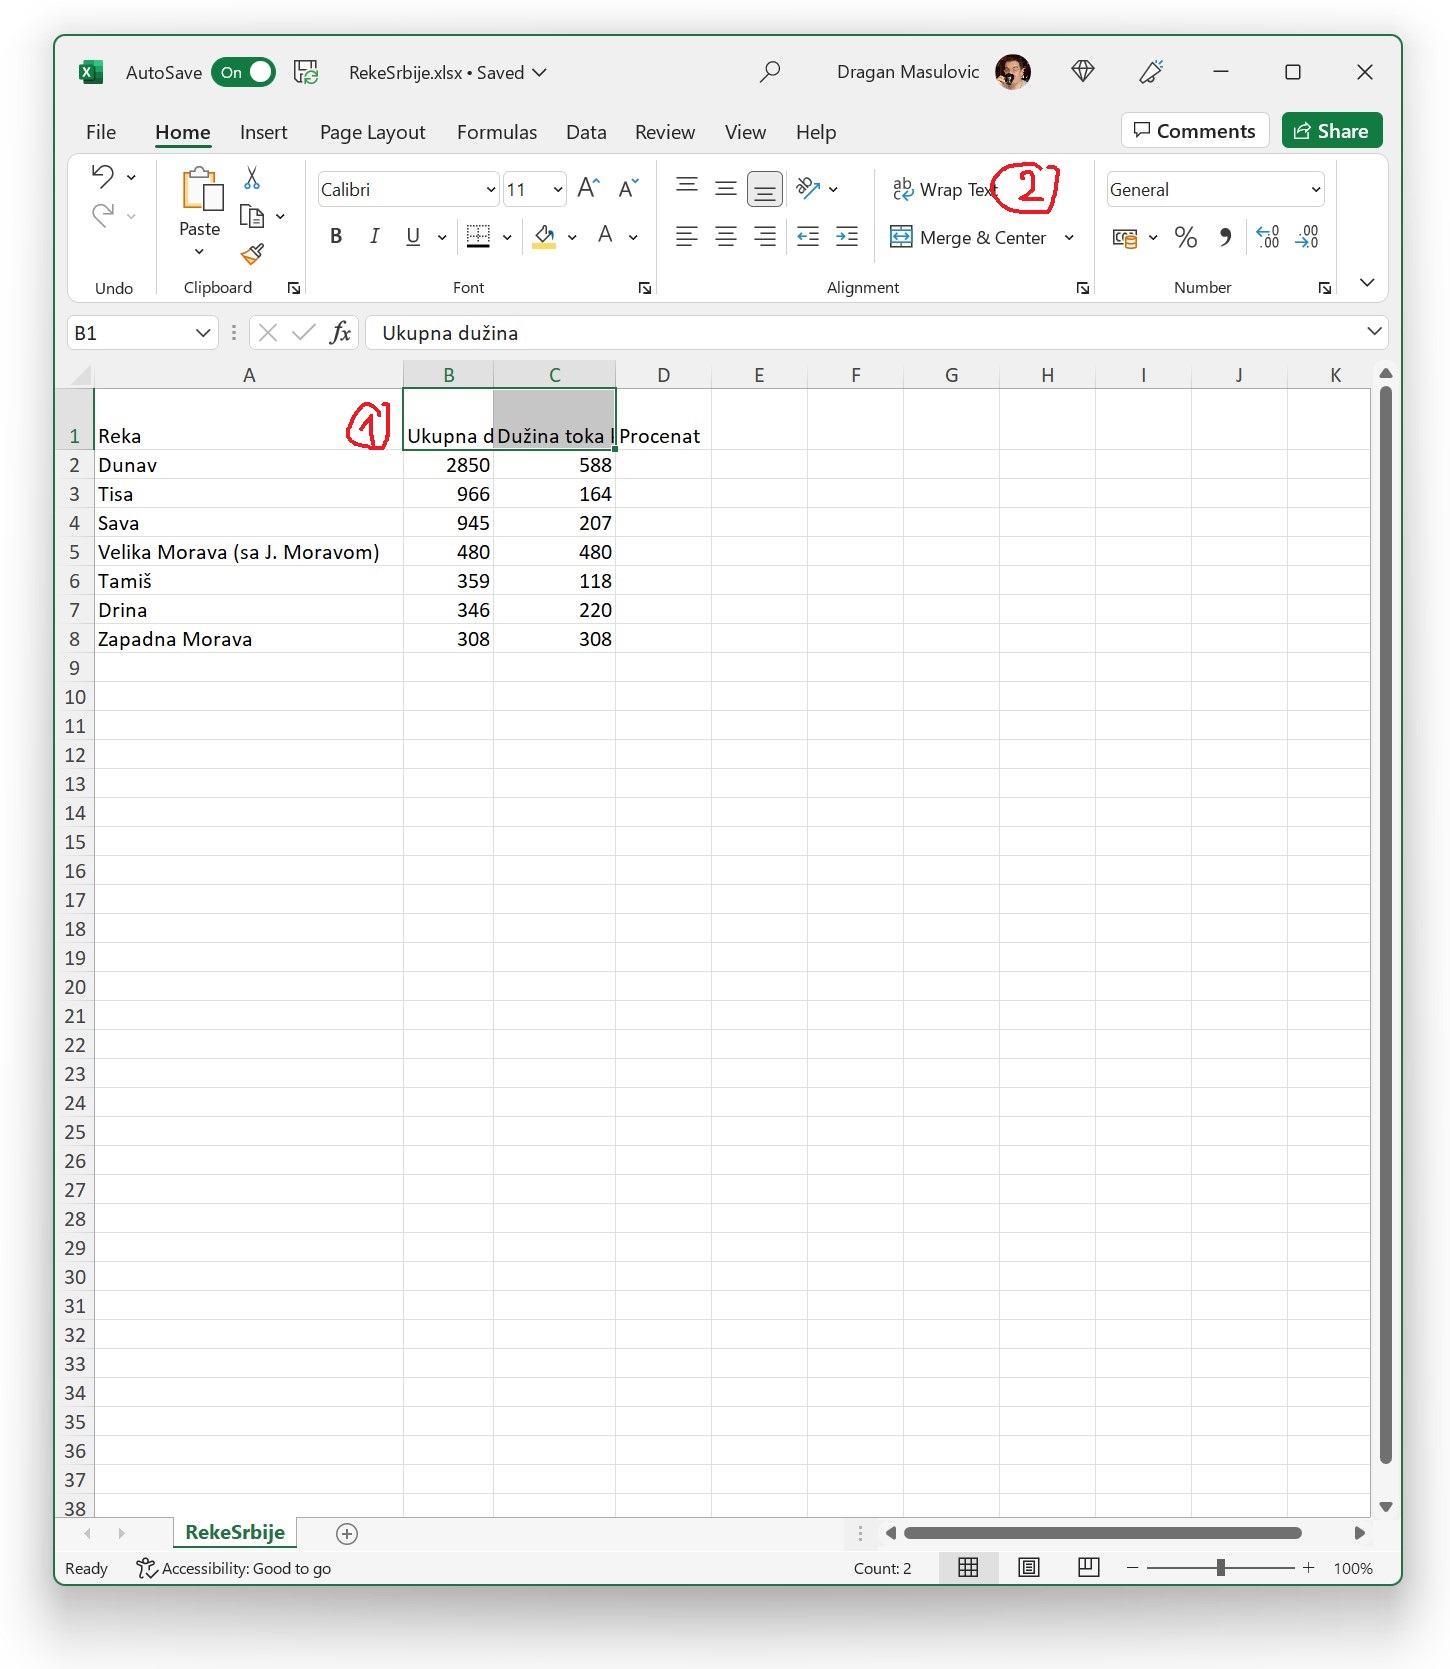 AutoSave On RekeSrbije.xlsx • Saved Dragan Masulovic
File Home Insert Page Layout Formulas Data Review View Help Comments Share
Paste Calibri 11 Wrap Text 2 General
B I U A Merge & Center % .00
Undo Clipboard Font Alignment Number
B1 fx Ukupna dužina
A B C D E F G H I J K
1 Reka 1 Ukupna d Dužina toka Procenat
2 Dunav 2850 588
3 Tisa 966 164
4 Sava 945 207
5 Velika Morava (sa J. Moravom) 480 480
6 Tamiš 359 118
7 Drina 346 220
8 Zapadna Morava 308 308
9
10
11
12
13
14
15
16
17
18
19
20
21
22
23
24
25
26
27
28
29
30
31
32
33
34
35
36
37
38
RekeSrbije
Ready Accessibility: Good to go Count: 2 100%